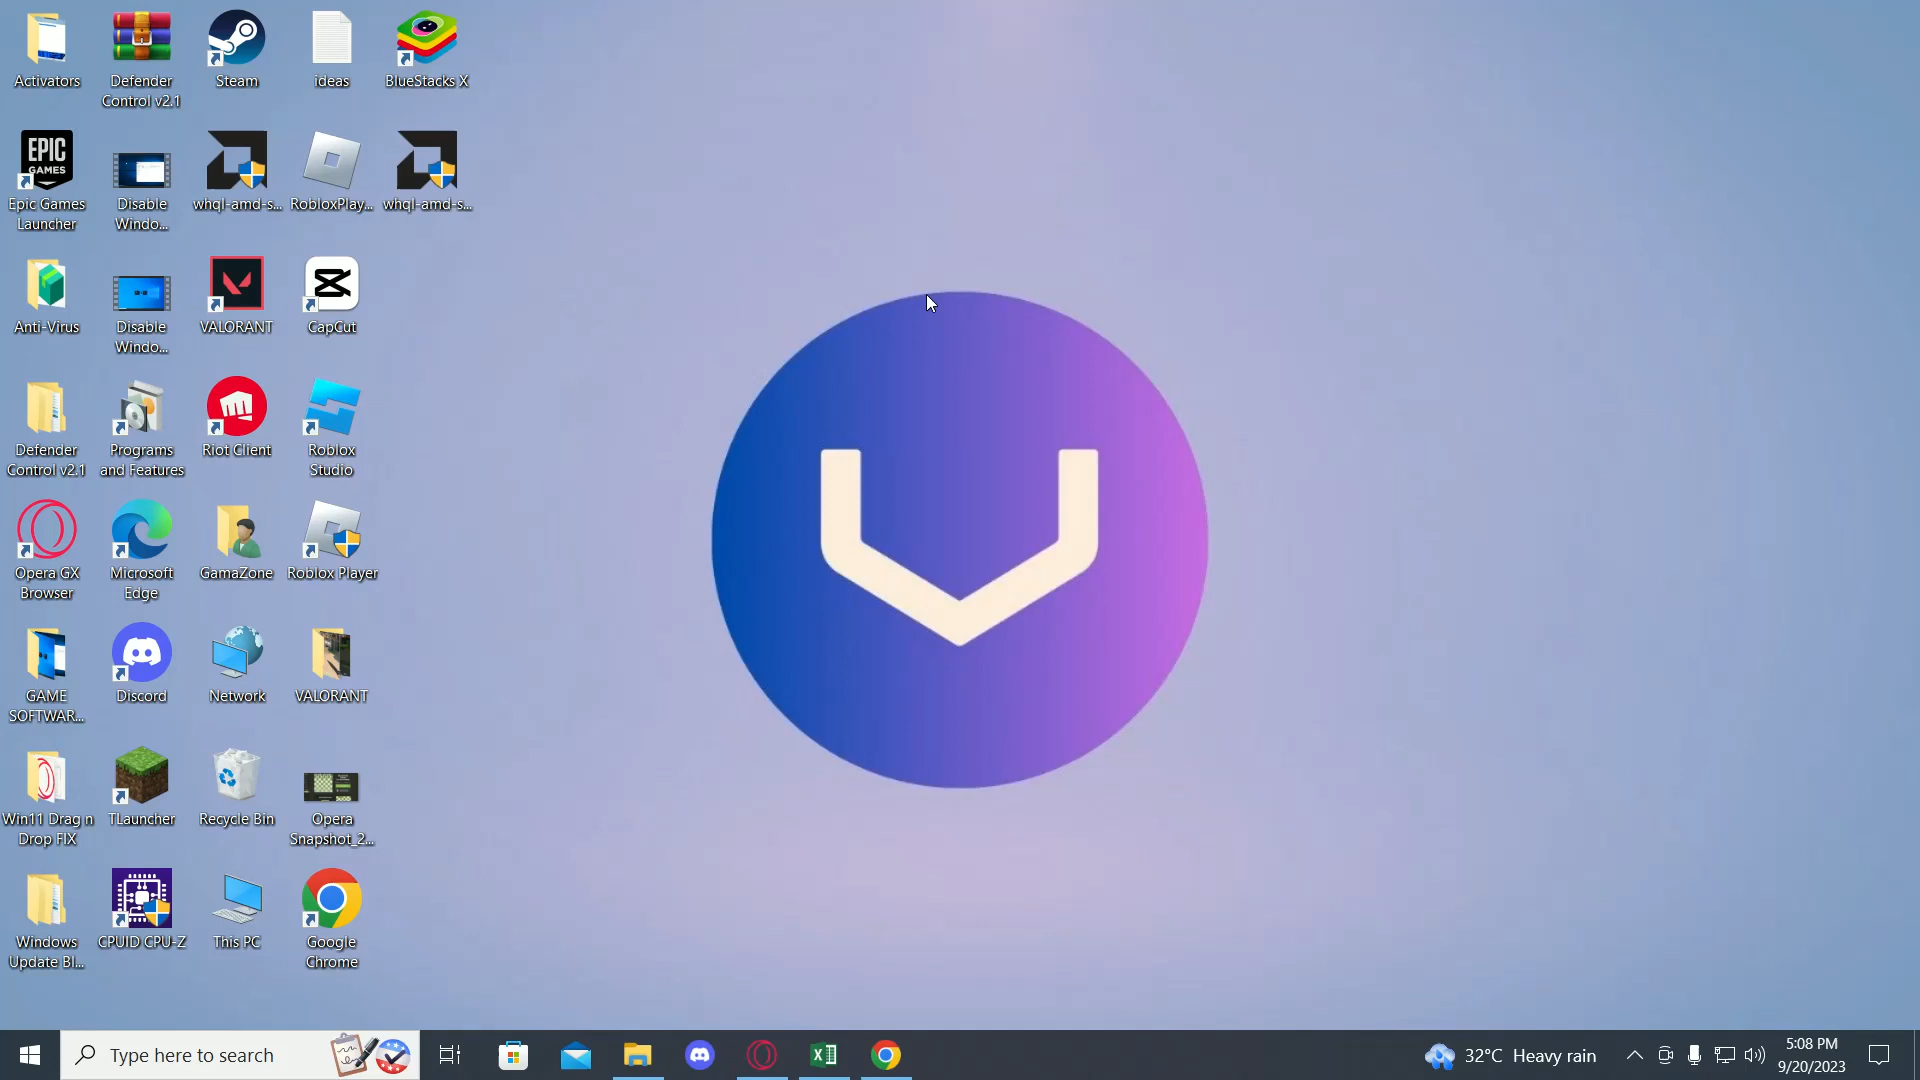 Activators
Defender
Control v2.1
Steam
ideas
BlueStacks X
EPIC
GAMES
Epic Games
Launcher
Disable
Windo...
whql-amd-s...
RobloxPlay...
whql-amd-s...
Anti-Virus
Disable
Windo...
VALORANT
CapCut
Defender
Control v2.1
Programs
and Features
Riot Client
Roblox
Studio
Opera GX
Browser
Microsoft
Edge
GamaZone
Roblox Player
GAME
SOFTWAR...
Discord
Network
VALORANT
Win11 Drag n
Drop FIX
TLauncher
Recycle Bin
Opera
Snapshot_2...
Windows
Update Bl...
CPUID CPU-Z
This PC
Google
Chrome
Type here to search
32°C Heavy rain
5:08 PM
9/20/2023